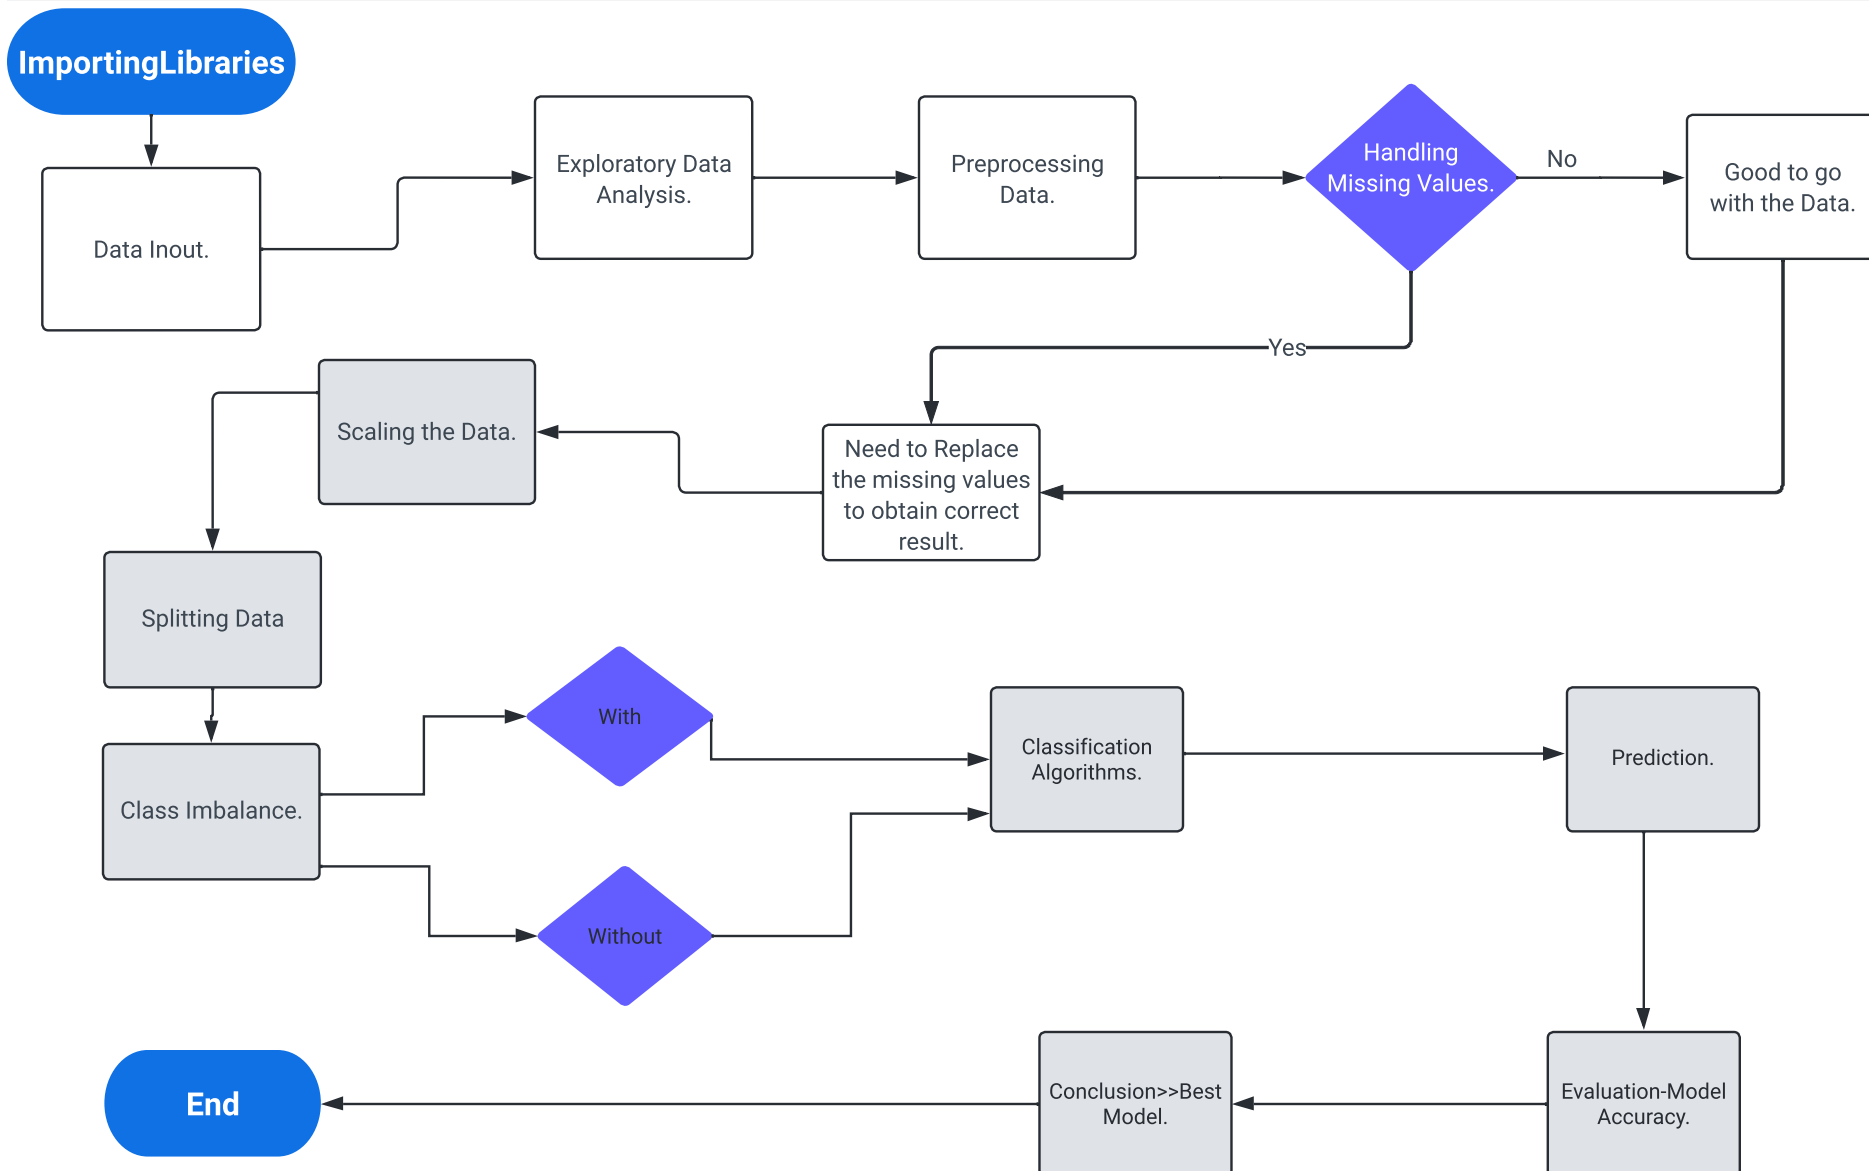 ImportingLibraries
Data Inout.
Exploratory Data
Analysis.
Preprocessing
Data.
Handling
Missing Values.
No
Good to go
with the Data.
Yes
Need to Replace
the missing values
to obtain correct
result.
Scaling the Data.
Splitting Data
Class Imbalance.
With
Without
Classification
Algorithms.
Prediction.
Evaluation-Model
Accuracy.
Conclusion>>Best
Model.
End